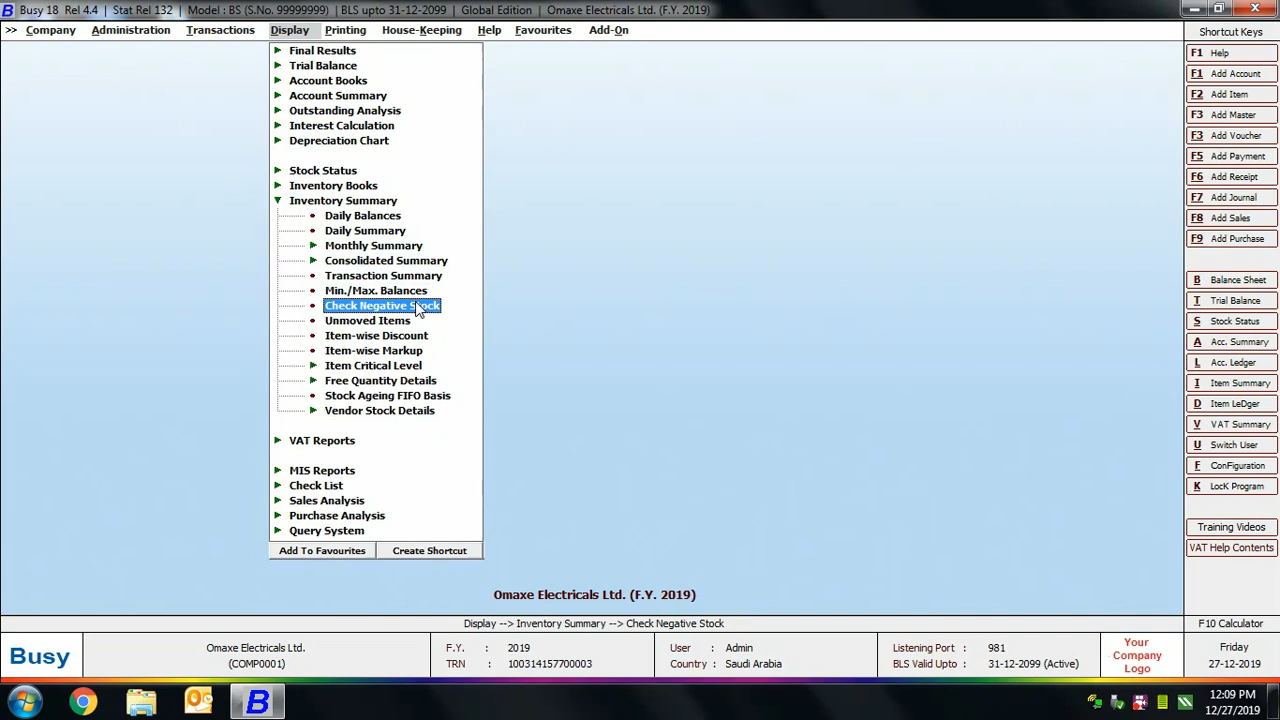 Busy 18 Rel 4.4 | Stat Rel 132 | Model : BS (S.No. 99999999) | BLS upto 31-12-2099 | Global Edition | Omaxe Electricals Ltd. (F.Y. 2019)
>> Company Administration Transactions Display Printing House-Keeping Help Favourites Add-On
Final Results
Trial Balance
Account Books
Account Summary
Outstanding Analysis
Interest Calculation
Depreciation Chart
Stock Status
Inventory Books
Inventory Summary
Daily Balances
Daily Summary
Monthly Summary
Consolidated Summary
Transaction Summary
Min./Max. Balances
Check Negative Stock
Unmoved Items
Item-wise Discount
Item-wise Markup
Item Critical Level
Free Quantity Details
Stock Ageing FIFO Basis
Vendor Stock Details
VAT Reports
MIS Reports
Check List
Sales Analysis
Purchase Analysis
Query System
Add To Favourites Create Shortcut
Shortcut Keys
F1 Help
F1 Add Account
F2 Add Item
F3 Add Master
F3 Add Voucher
F5 Add Payment
F6 Add Receipt
F7 Add Journal
F8 Add Sales
F9 Add Purchase
B Balance Sheet
T Trial Balance
S Stock Status
A Acc. Summary
L Acc. Ledger
I Item Summary
D Item LeDger
V VAT Summary
U Switch User
F ConFiguration
K LocK Program
Training Videos
VAT Help Contents
Omaxe Electricals Ltd. (F.Y. 2019)
Display --> Inventory Summary --> Check Negative Stock
F10 Calculator
Busy
Omaxe Electricals Ltd.
(COMP0001)
F.Y. : 2019
TRN : 100314157700003
User : Admin
Country : Saudi Arabia
Listening Port : 981
BLS Valid Upto : 31-12-2099 (Active)
Your
Company
Logo
Friday
27-12-2019
12:09 PM
12/27/2019